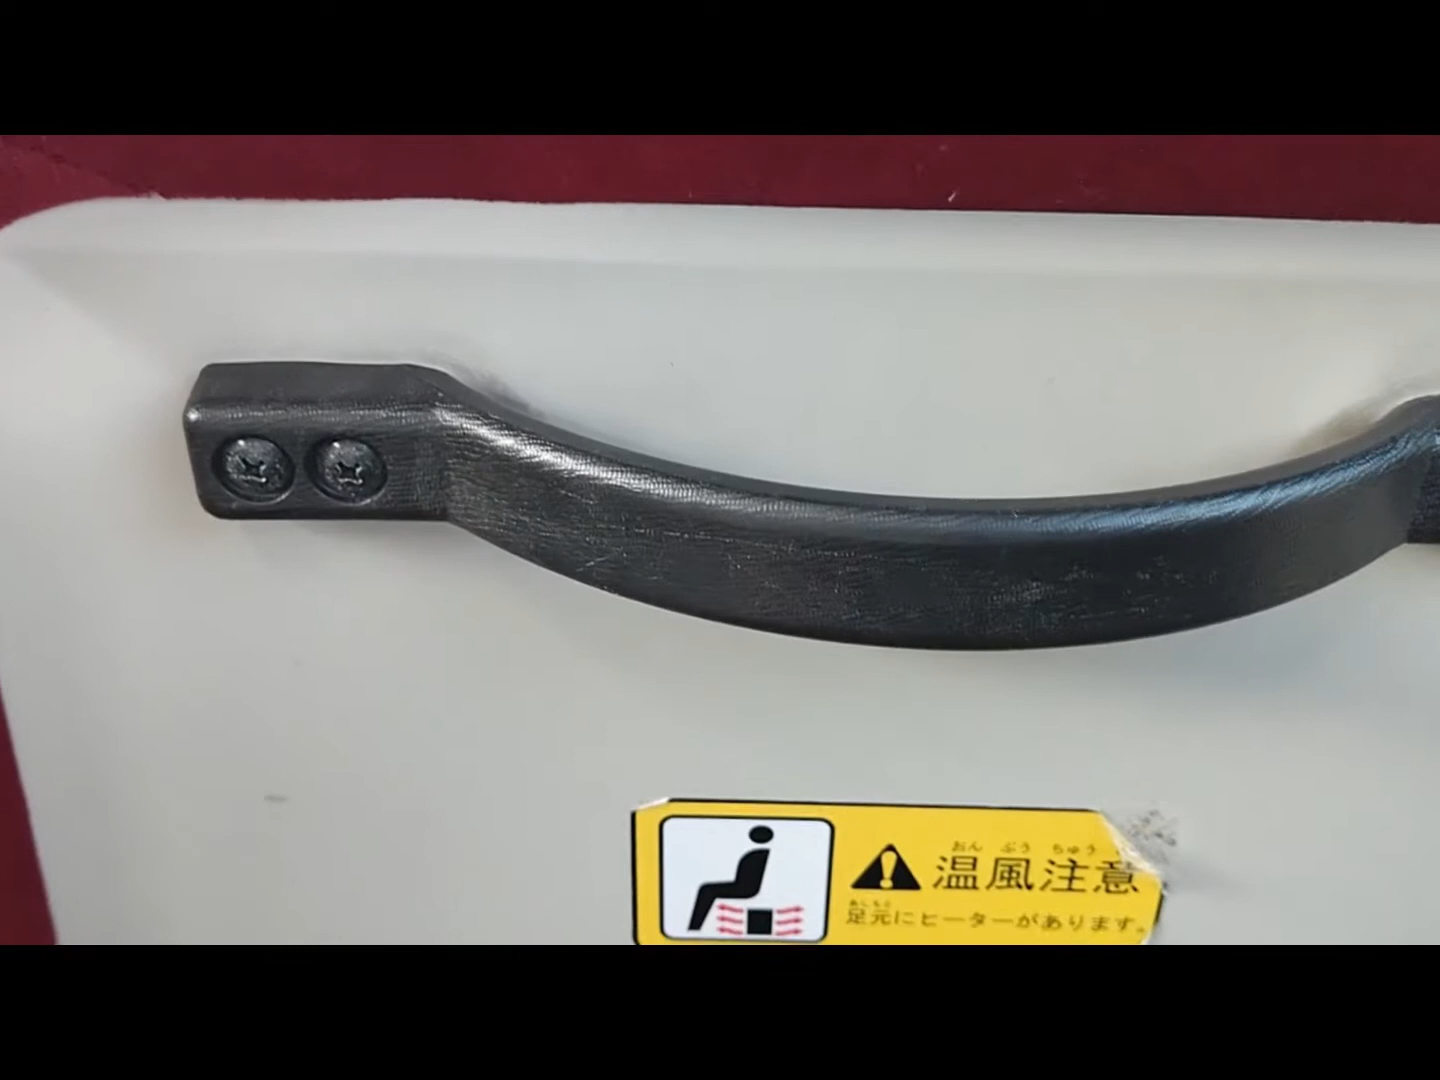 おん ぷう ちゅう
温風注意
あしもと
足元にヒーターがあります。